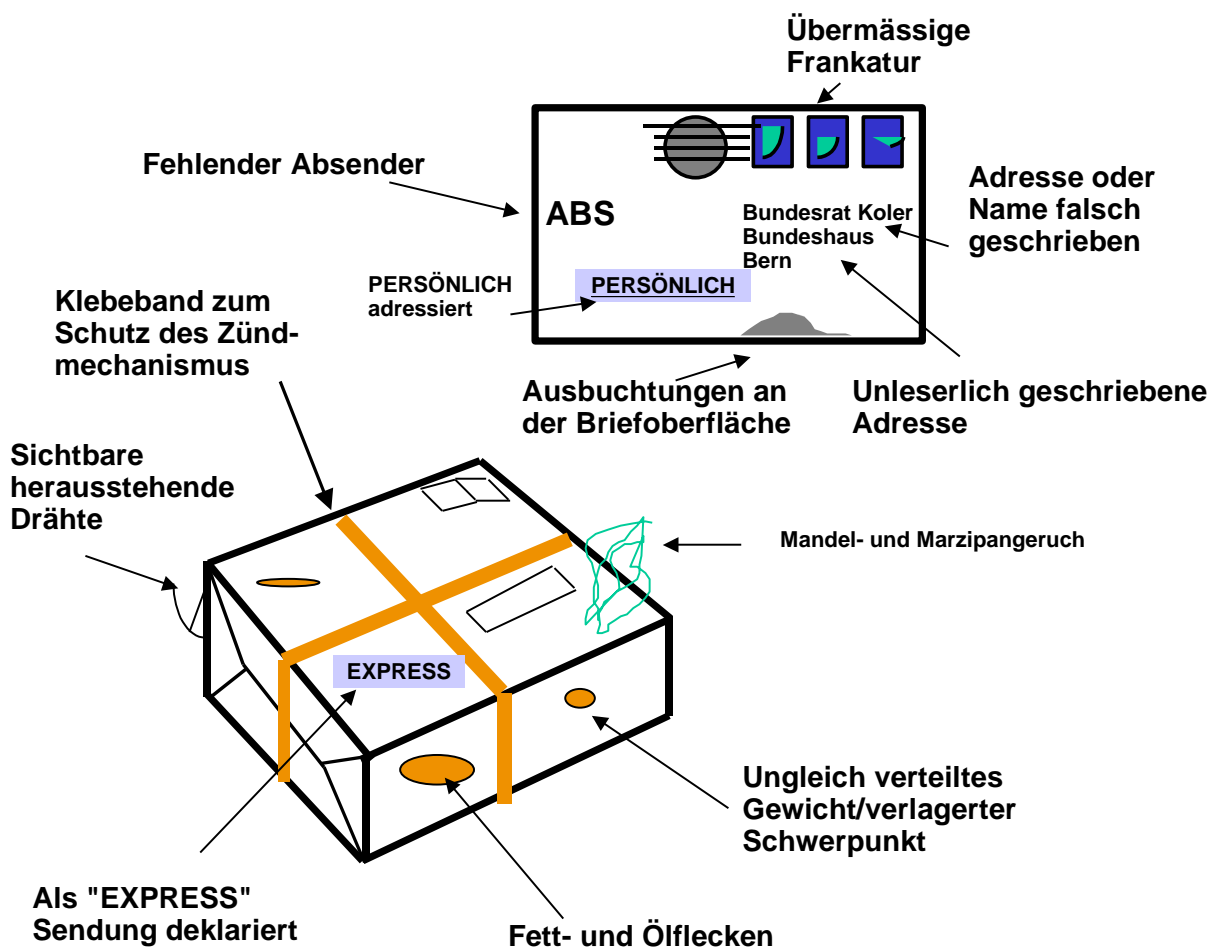 Übermässige
Frankatur
Fehlender Absender
ABS
Bundesrat Koler
Bundeshaus
Bern
Adresse oder
Name falsch
geschrieben
PERSÖNLICH
adressiert
PERSÖNLICH
Klebeband zum
Schutz des Zünd-
mechanismus
Ausbuchtungen an
der Briefoberfläche
Unleserlich geschriebene
Adresse
Sichtbare
herausstehende
Drähte
Mandel- und Marzipangeruch
EXPRESS
Ungleich verteiltes
Gewicht/verlagerter
Schwerpunkt
Als "EXPRESS"
Sendung deklariert
Fett- und Ölflecken